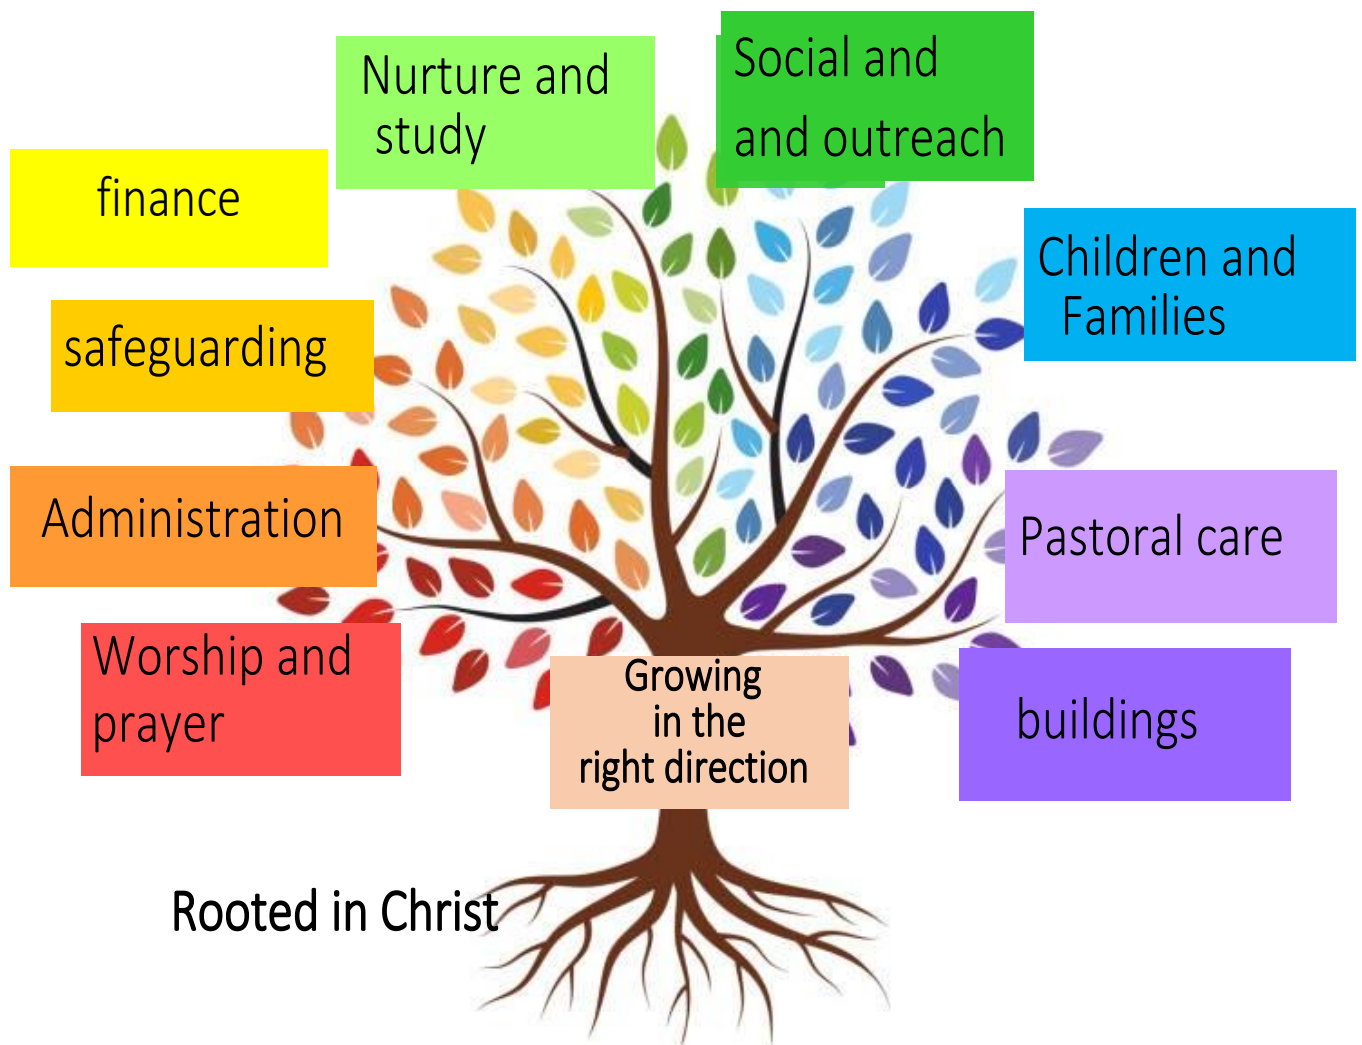 Nurture and
study
Social and
and outreach
finance
Children and
Families
safeguarding
Administration
Pastoral care
Worship and
prayer
Growing
in the
right direction
buildings
Rooted in Christ